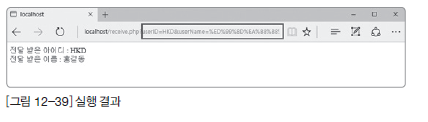 localhost
localhost/receive.php?userID=HKD&userName=%ED%99%8D%EA%B8%B8%
전달 받은 아이디 : HKD
전달 받은 이름 : 홍길동
[그림 12-39] 실행 결과